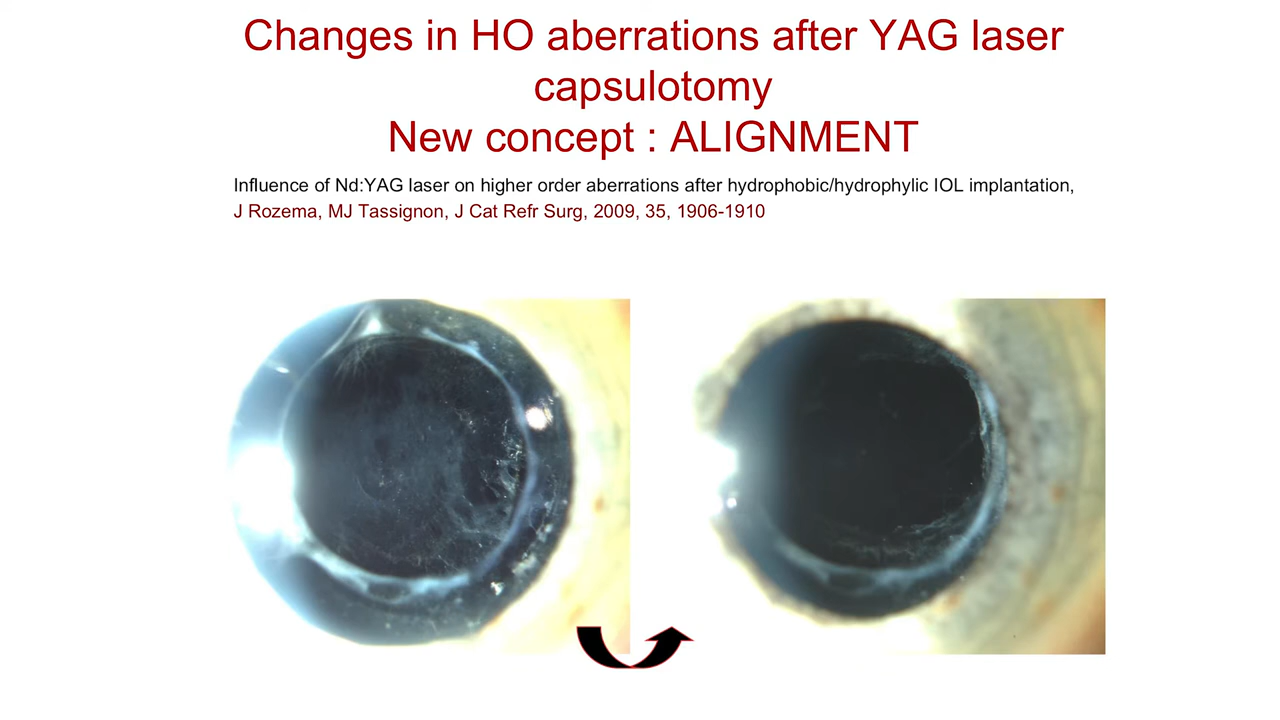 Changes in HO aberrations after YAG laser
capsulotomy
New concept : ALIGNMENT
Influence of Nd:YAG laser on higher order aberrations after hydrophobic/hydrophylic IOL implantation,
J Rozema, MJ Tassignon, J Cat Refr Surg, 2009, 35, 1906-1910